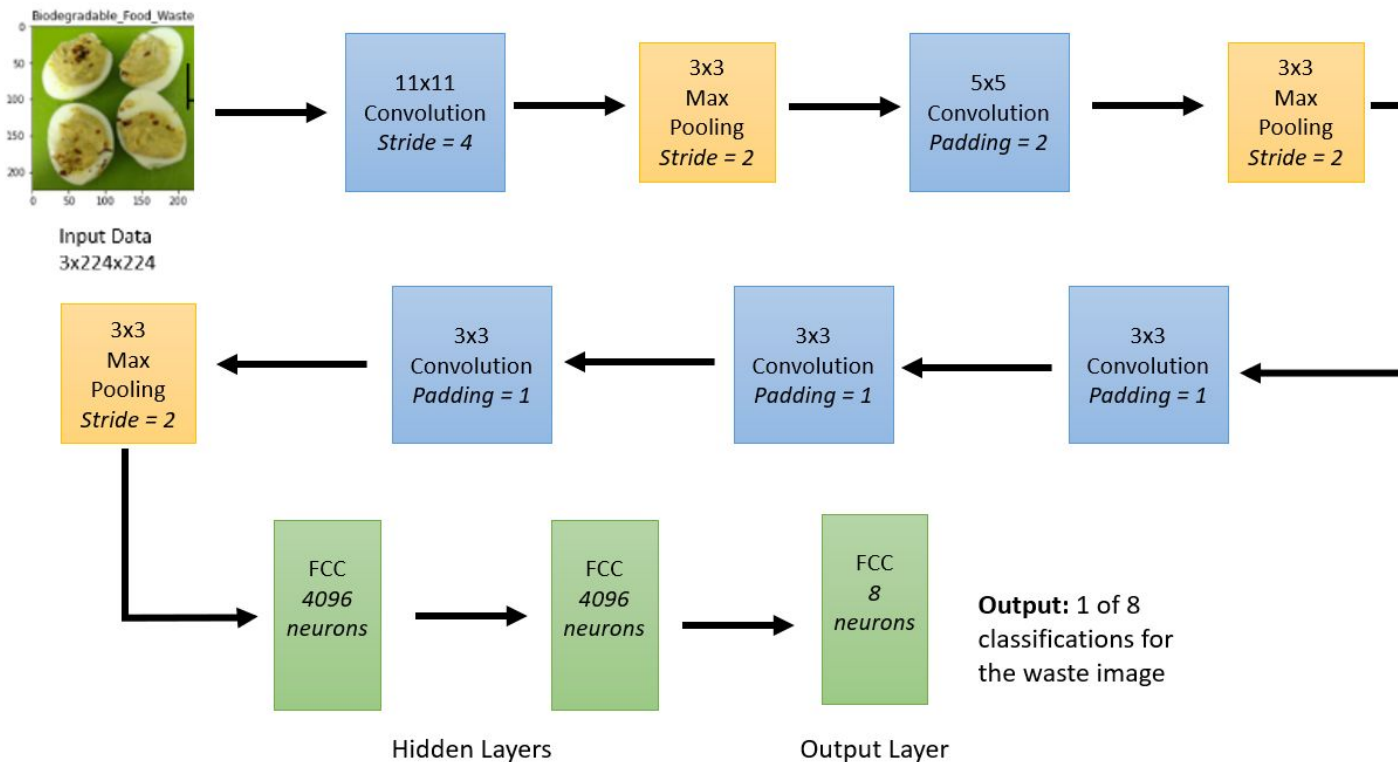 Biodegradable_Food_Waste
0
50
100
150
200
0 50 100 150 200
Input Data
3x224x224
11x11
Convolution
Stride = 4
3x3
Max
Pooling
Stride = 2
5x5
Convolution
Padding = 2
3x3
Max
Pooling
Stride = 2
3x3
Convolution
Padding = 1
3x3
Convolution
Padding = 1
3x3
Convolution
Padding = 1
3x3
Max
Pooling
Stride = 2
FCC
4096
neurons
FCC
4096
neurons
FCC
8
neurons
Output: 1 of 8
classifications for
the waste image
Hidden Layers
Output Layer